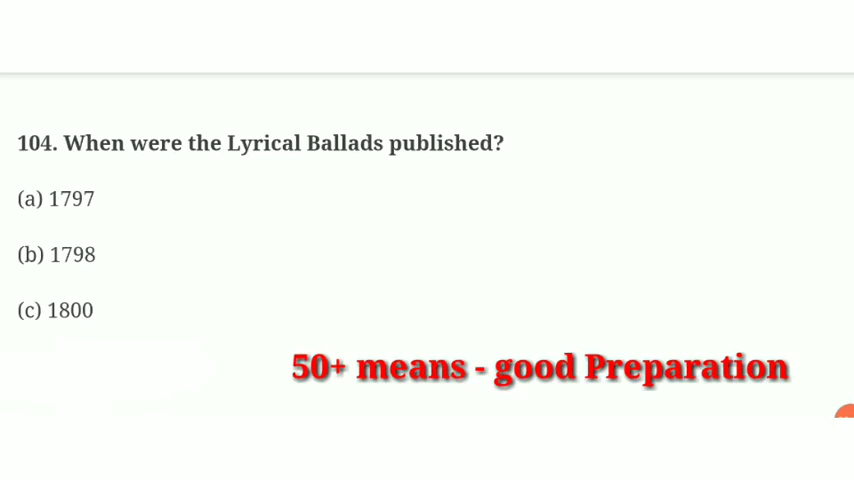 104. When were the Lyrical Ballads published?
(a) 1797
(b) 1798
(c) 1800
50+ means - good Preparation